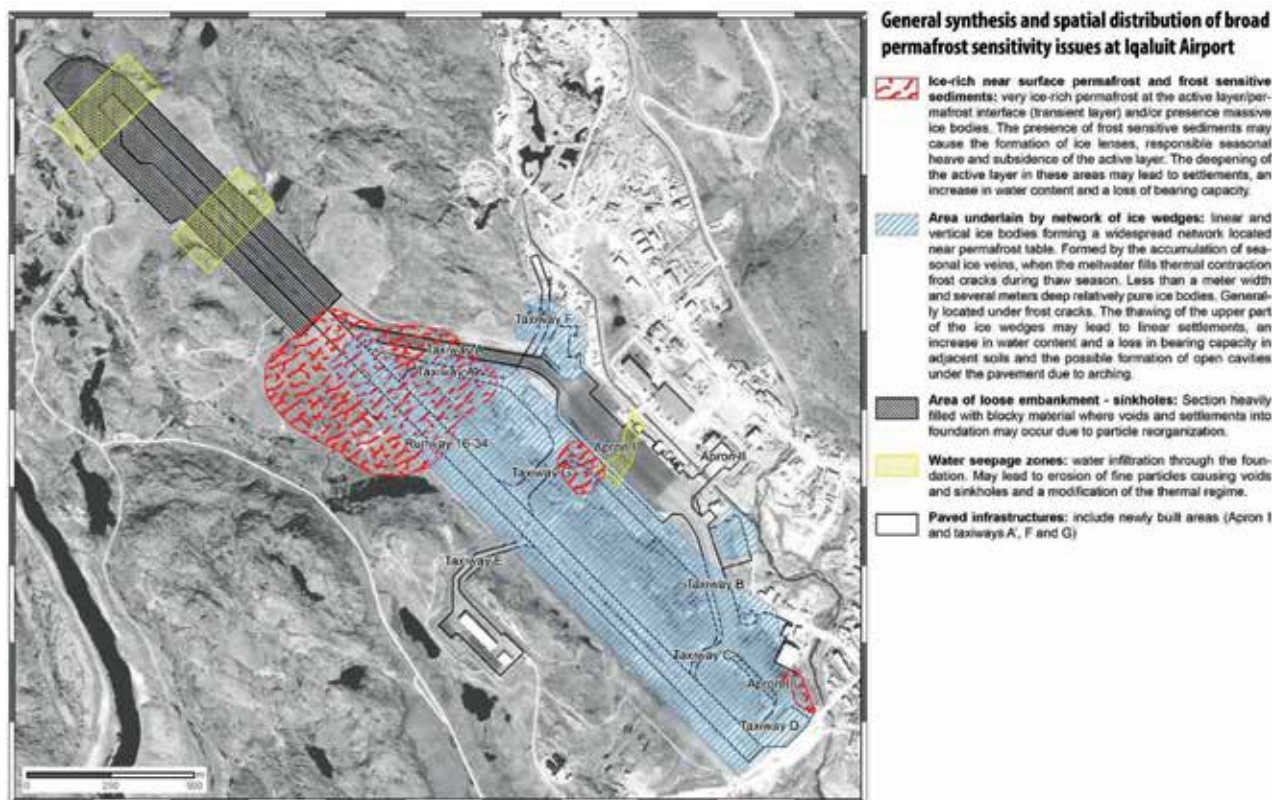 General synthesis and spatial distribution of broad
permafrost sensitivity issues at Iqaluit Airport
Ice-rich near surface permafrost and frost sensitive
sediments: very ice-rich permafrost at the active layer/per-
mafrost interface (transient layer) and/or presence massive
ice bodies. The presence of frost sensitive sediments may
cause the formation of ice lenses, responsible seasonal
heave and subsidence of the active layer. The deepening of
the active layer in these areas may lead to settlements, an
increase in water content and a loss of bearing capacity.
Area underlain by network of ice wedges: linear and
vertical ice bodies forming a widespread network located
near permafrost table. Formed by the accumulation of sea-
sonal ice veins, when the meltwater fills thermal contraction
frost cracks during thaw season. Less than a meter width
and several meters deep relatively pure ice bodies. General-
ly located under frost cracks. The thawing of the upper part
of the ice wedges may lead to linear settlements, an
increase in water content and a loss in bearing capacity in
adjacent soils and the possible formation of open cavities
under the pavement due to arching.
Area of loose embankment - sinkholes: Section heavily
filled with blocky material where voids and settlements into
foundation may occur due to particle reorganization.
Water seepage zones: water infiltration through the foun-
dation. May lead to erosion of fine particles causing voids
and sinkholes and a modification of the thermal regime.
Paved infrastructures: include newly built areas (Apron I
and taxiways A', F and G)
Taxiway F
Taxiway A
Taxiway A'
Runway 16-34
Apron I
Apron II
Taxiway G
Taxiway E
Taxiway B
Taxiway C
Apron III
Taxiway D
0 250 500